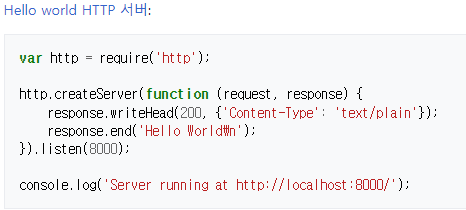 Hello world HTTP 서버:
var http = require('http');
http.createServer(function (request, response) {
response.writeHead(200, {'Content-Type': 'text/plain'});
response.end('Hello World₩n');
}).listen(8000);
console.log('Server running at http://localhost:8000/');